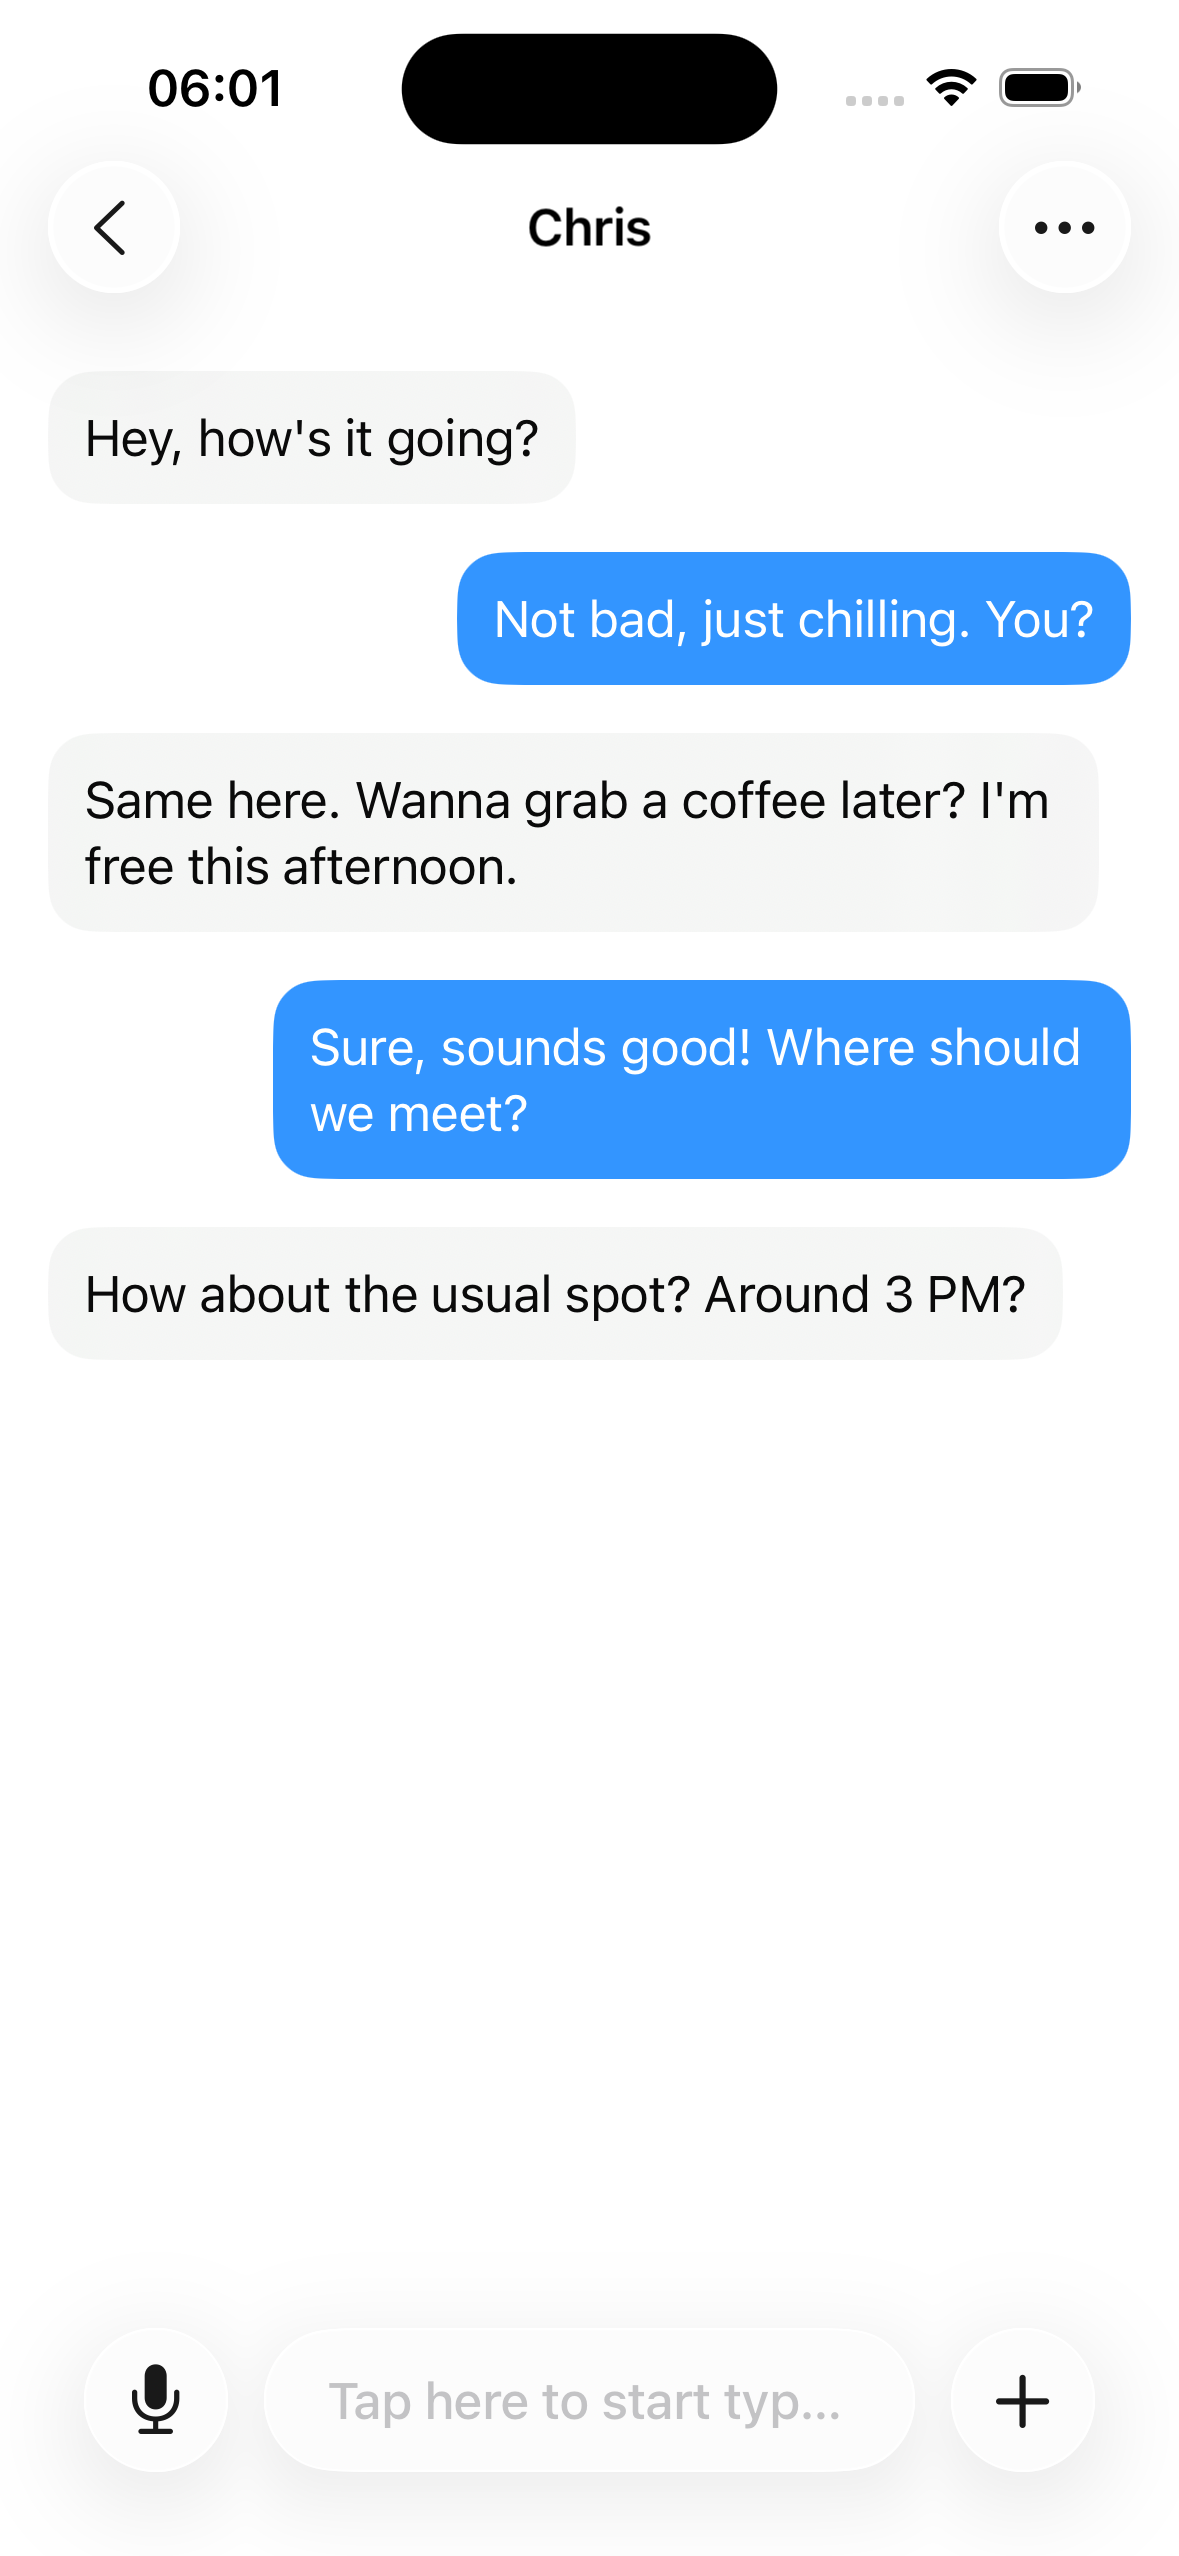 06:01
Chris
Hey, how's it going?
Not bad, just chilling. You?
Same here. Wanna grab a coffee later? I'm
free this afternoon.
Sure, sounds good! Where should
we meet?
How about the usual spot? Around 3 PM?
Tap here to start typ...